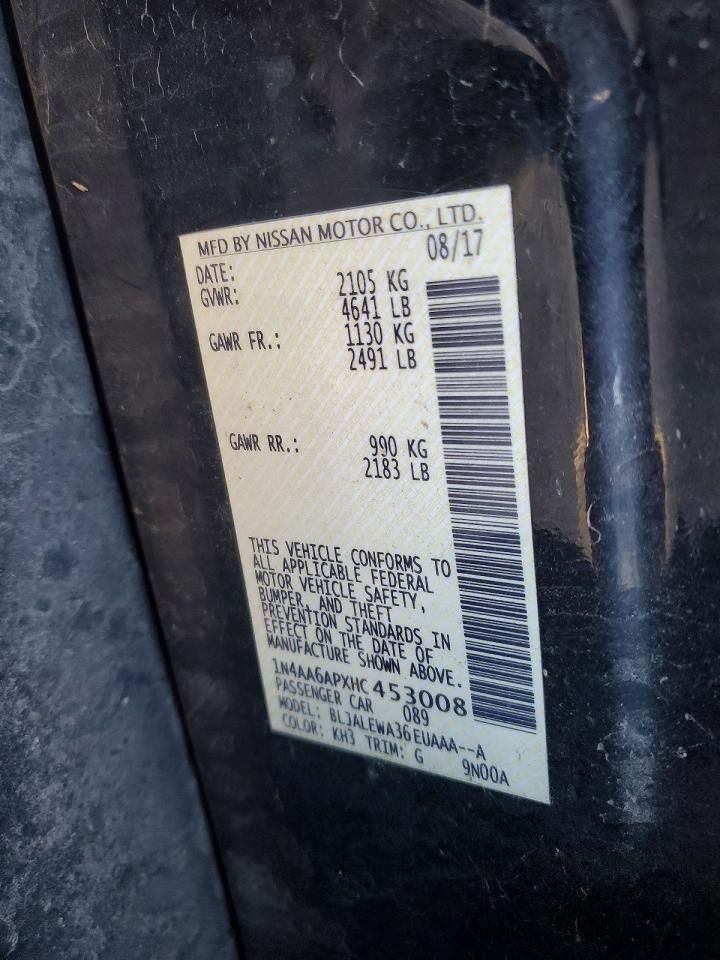 MFD BY NISSAN MOTOR CO., LTD.
DATE: 08/17
GVWR: 2105 KG
4641 LB
GAWR FR.: 1130 KG
2491 LB
GAWR RR.: 990 KG
2183 LB
THIS VEHICLE CONFORMS TO
ALL APPLICABLE FEDERAL
MOTOR VEHICLE SAFETY,
BUMPER, AND THEFT
PREVENTION STANDARDS IN
EFFECT ON THE DATE OF
MANUFACTURE SHOWN ABOVE.
1N4AA6APXHC453008
PASSENGER CAR 089
MODEL: BLJALEWA36EUAAA--A
COLOR: KH3 TRIM: G 9N00A